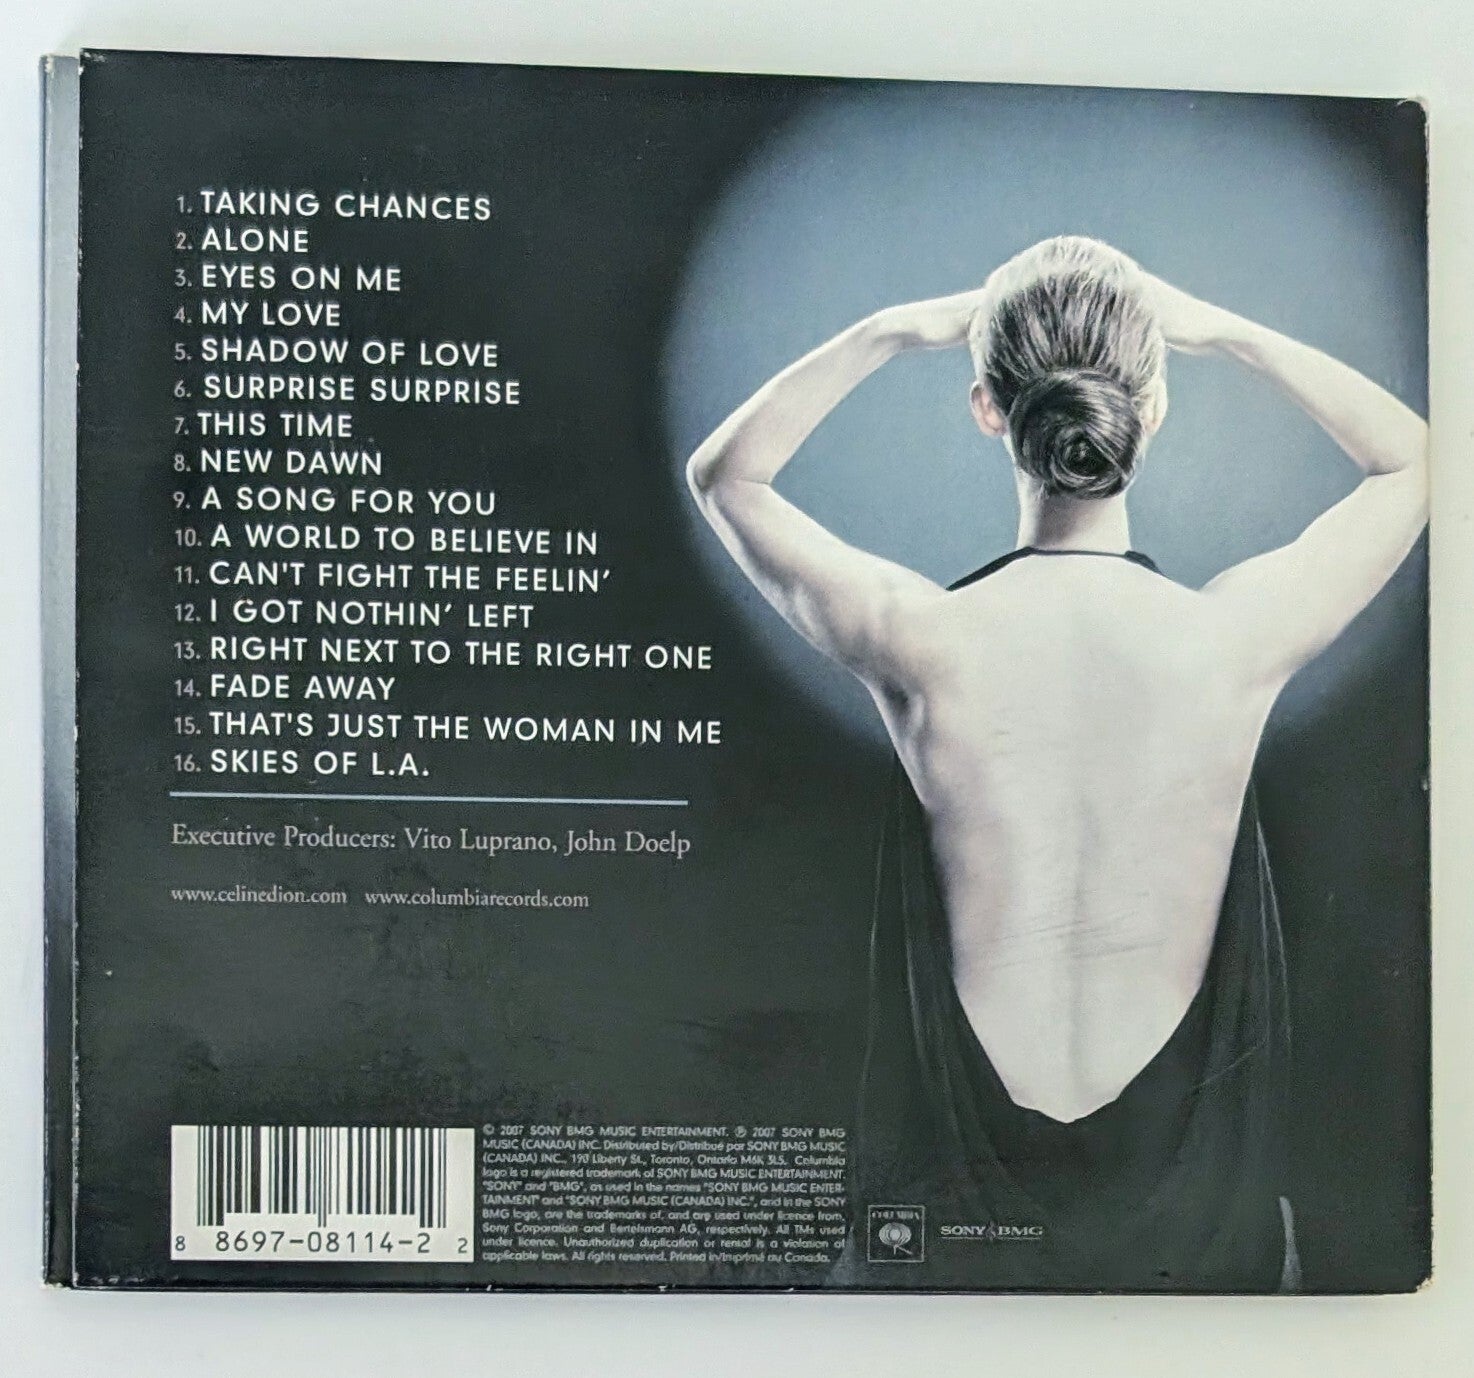 1. TAKING CHANCES
2. ALONE
3. EYES ON ME
4. MY LOVE
5. SHADOW OF LOVE
6. SURPRISE SURPRISE
7. THIS TIME
8. NEW DAWN
9. A SONG FOR YOU
10. A WORLD TO BELIEVE IN
11. CAN'T FIGHT THE FEELIN'
12. I GOT NOTHIN' LEFT
13. RIGHT NEXT TO THE RIGHT ONE
14. FADE AWAY
15. THAT'S JUST THE WOMAN IN ME
16. SKIES OF L.A.
Executive Producers: Vito Luprano, John Doelp
www.celinedion.com www.columbiarecords.com
8 8697-08114-2 2
© 2007 SONY BMG MUSIC ENTERTAINMENT. ℗ 2007 SONY BMG
MUSIC (CANADA) INC. Distributed by/Distribué par SONY BMG MUSIC
(CANADA) INC., 190 Liberty St., Toronto, Ontario M6K 3L5. Columbia
logo is a registered trademark of SONY BMG MUSIC ENTERTAINMENT.
"SONY" and "BMG", as used in the names "SONY BMG MUSIC ENTER-
TAINMENT" and "SONY BMG MUSIC (CANADA) INC.", and in the SONY
BMG logo, are the trademarks of, and are used under licence from,
Sony Corporation and Bertelsmann AG, respectively. All TMs used
under licence. Unauthorized duplication or rental is a violation of
applicable laws. All rights reserved. Printed in/Imprimé au Canada.
COLUMBIA
SONY BMG